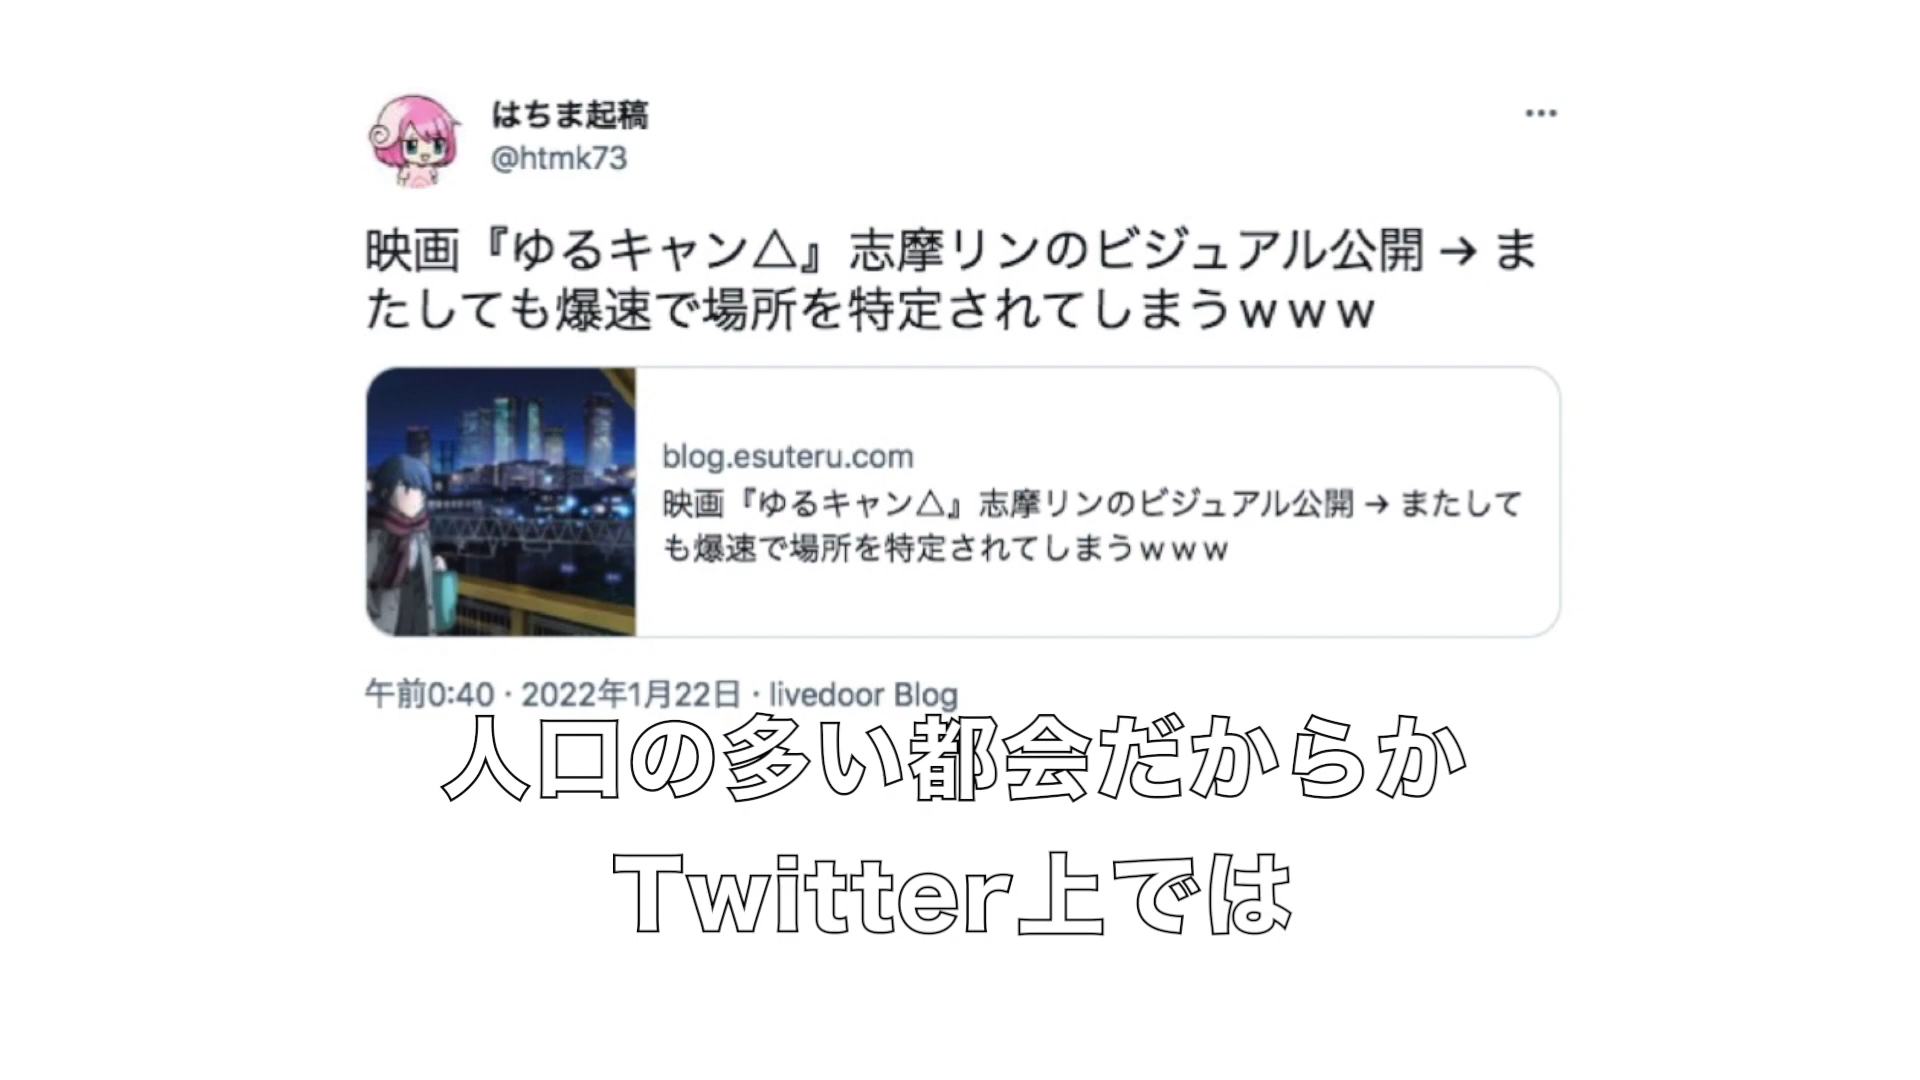 はちま起稿
@htmk73
映画『ゆるキャン△』志摩リンのビジュアル公開 → ま
たしても爆速で場所を特定されてしまうｗｗｗ
blog.esuteru.com
映画『ゆるキャン△』志摩リンのビジュアル公開 → またして
も爆速で場所を特定されてしまうｗｗｗ
午前0:40 · 2022年1月22日 · livedoor Blog
人口の多い都会だからか
Twitter上では